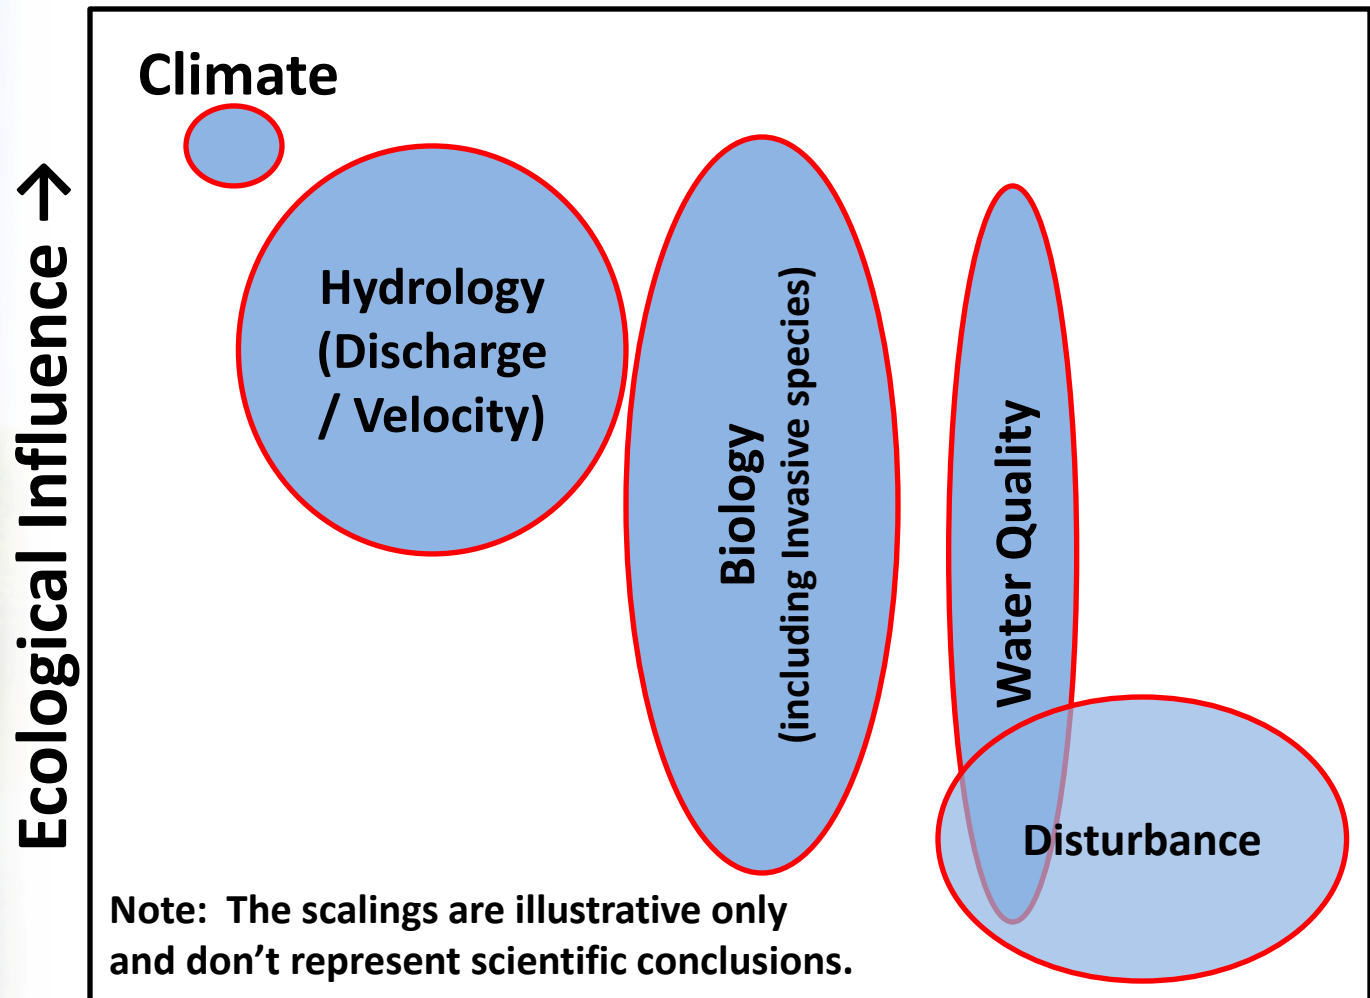 Ecological Influence →
Climate
Hydrology
(Discharge
/ Velocity)
Biology
(including Invasive species)
Water Quality
Disturbance
Note:  The scalings are illustrative only
and don’t represent scientific conclusions.